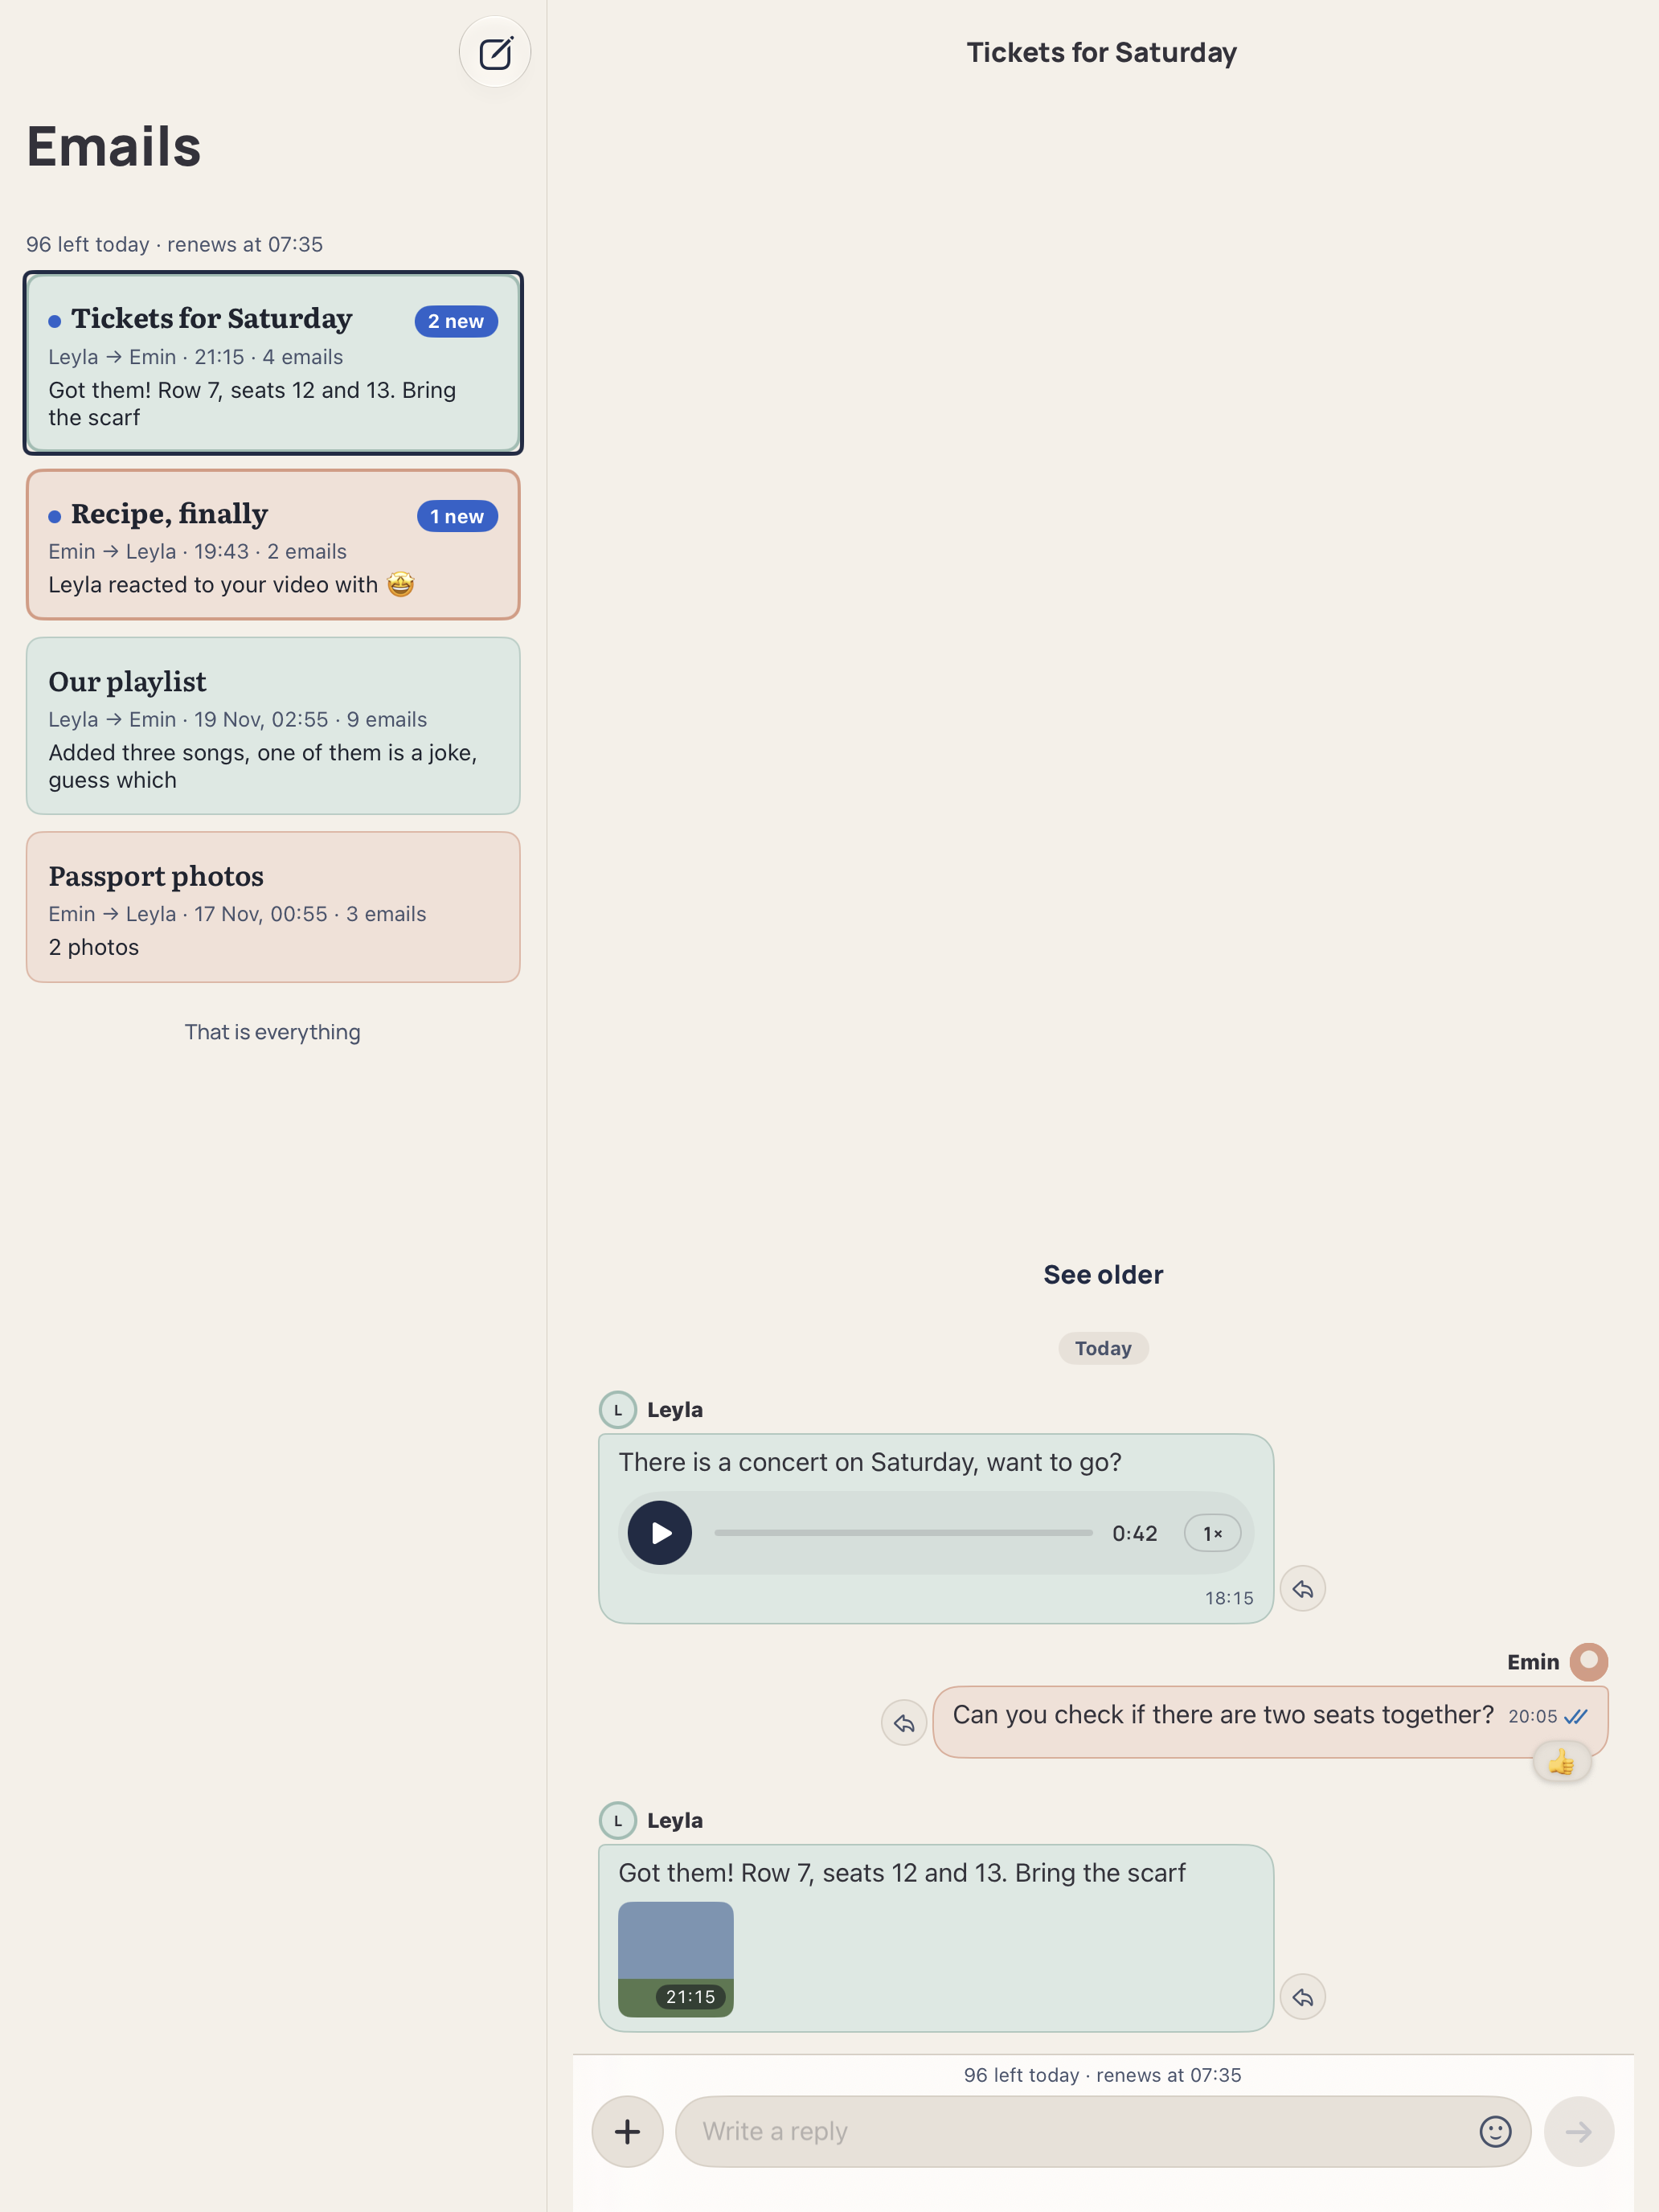 Emails
96 left today · renews at 07:35
Tickets for Saturday
2 new
Leyla → Emin · 21:15 · 4 emails
Got them! Row 7, seats 12 and 13. Bring
the scarf
Recipe, finally
1 new
Emin → Leyla · 19:43 · 2 emails
Leyla reacted to your video with 🤩
Our playlist
Leyla → Emin · 19 Nov, 02:55 · 9 emails
Added three songs, one of them is a joke,
guess which
Passport photos
Emin → Leyla · 17 Nov, 00:55 · 3 emails
2 photos
That is everything
Tickets for Saturday
See older
Today
L Leyla
There is a concert on Saturday, want to go?
0:42 1×
18:15
Emin
Can you check if there are two seats together? 20:05
👍
L Leyla
Got them! Row 7, seats 12 and 13. Bring the scarf
21:15
96 left today · renews at 07:35
Write a reply